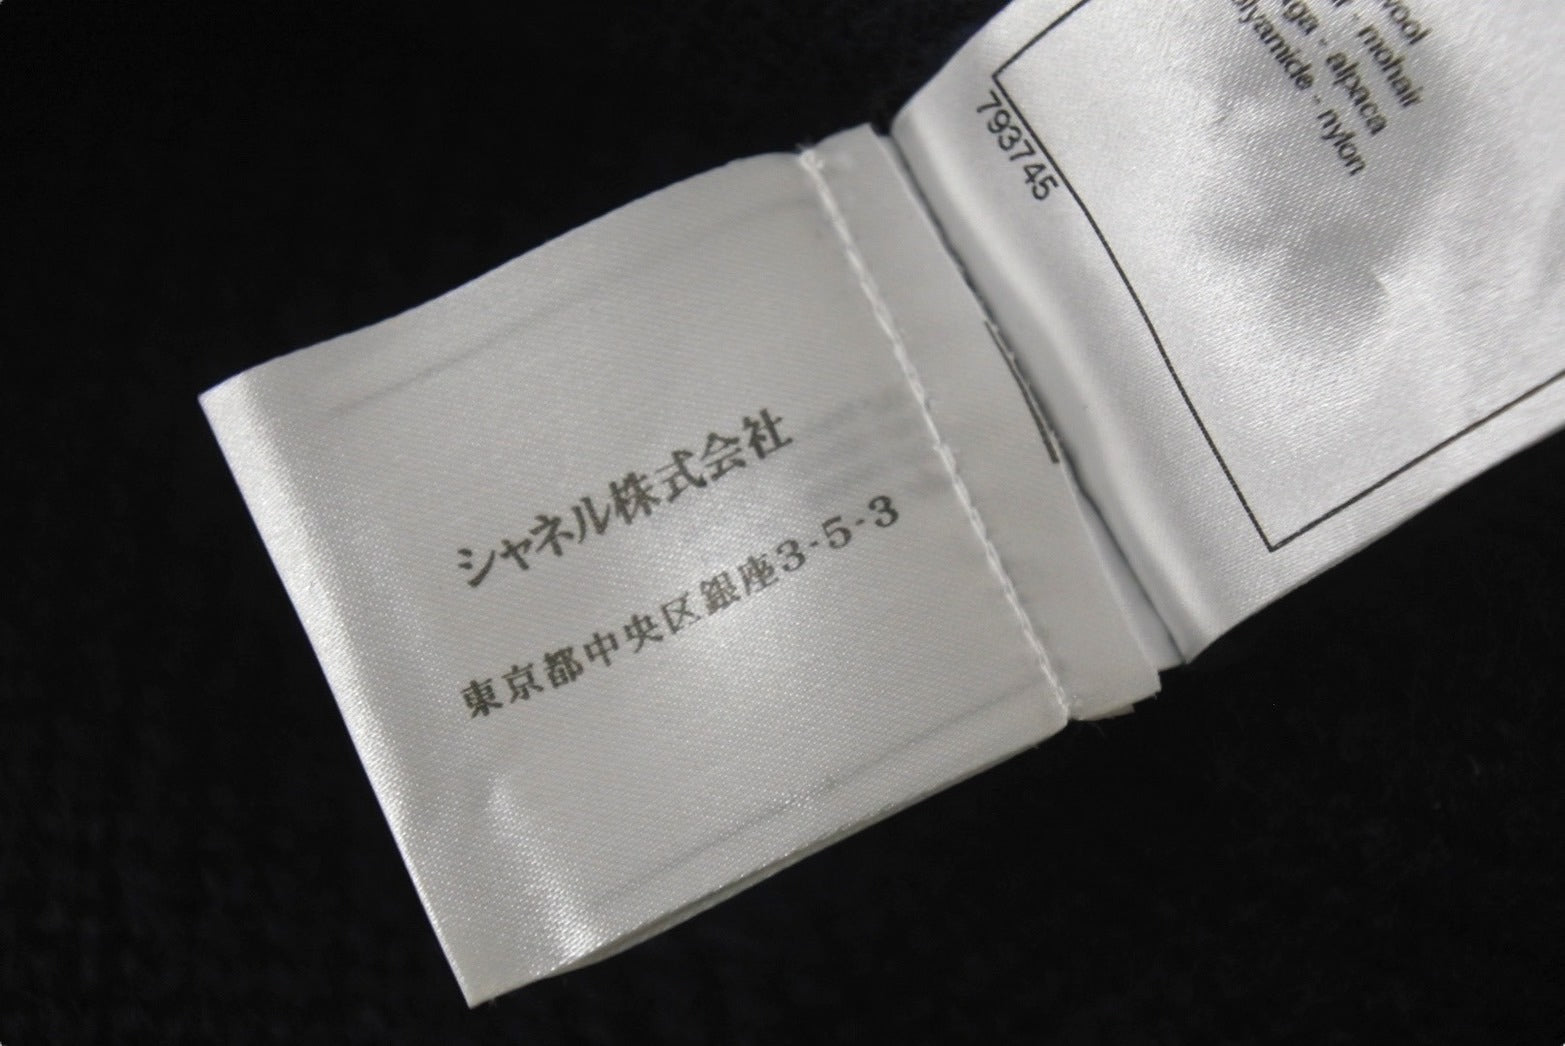 シャネル株式会社
東京都中央区銀座3-5-3
793745
wool
- mohair
- alpaca
- nylon